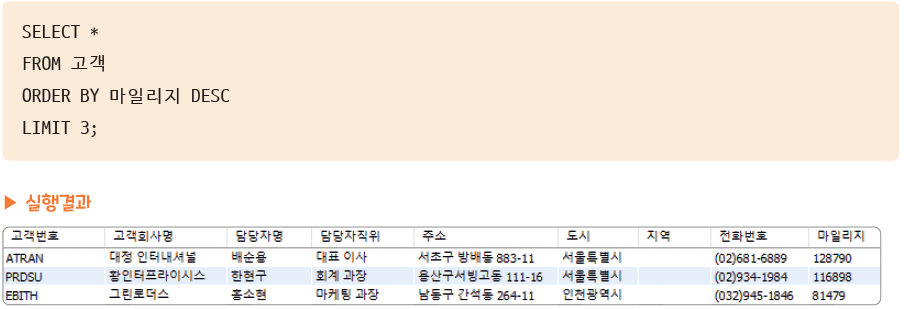 SELECT *
FROM 고객
ORDER BY 마일리지 DESC
LIMIT 3;
▶ 실행결과
고객번호 고객회사명 담당자명 담당자직위 주소 도시 지역 전화번호 마일리지
ATRAN 대정 인터내셔널 배순용 대표 이사 서초구 방배동 883-11 서울특별시 (02)681-6889 128790
PRDSU 황인터프라이시스 한현구 회계 과장 용산구서빙고동 111-16 서울특별시 (02)934-1984 116898
EBITH 그린로더스 홍소현 마케팅 과장 남동구 간석동 264-11 인천광역시 (032)945-1846 81479